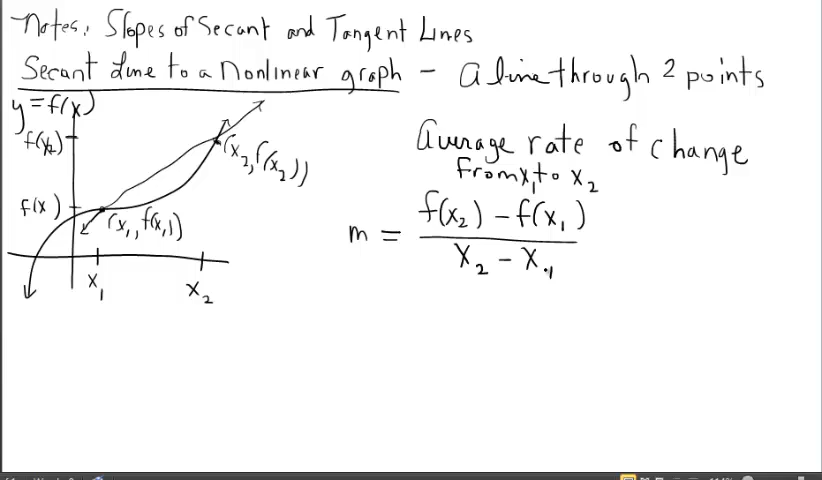 Notes: Slopes of Secant and Tangent Lines
Secant Line to a Nonlinear graph - a line through 2 points
y = f(x)
f(x2)
(x2, f(x2))
Average rate of change
from x1 to x2
f(x)
(x1, f(x1))
m = f(x2) - f(x1)
x2 - x1
x1
x2